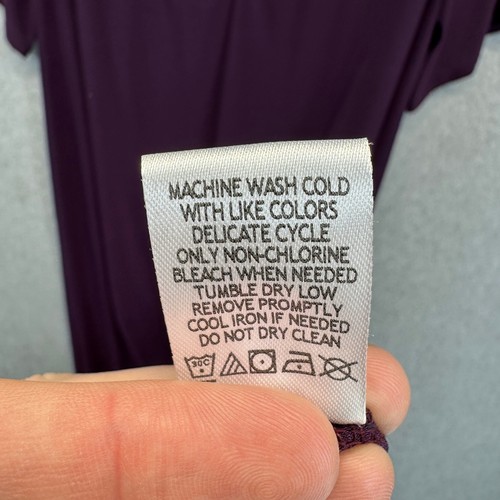 MACHINE WASH COLD
WITH LIKE COLORS
DELICATE CYCLE
ONLY NON-CHLORINE
BLEACH WHEN NEEDED
TUMBLE DRY LOW
REMOVE PROMPTLY
COOL IRON IF NEEDED
DO NOT DRY CLEAN
30C